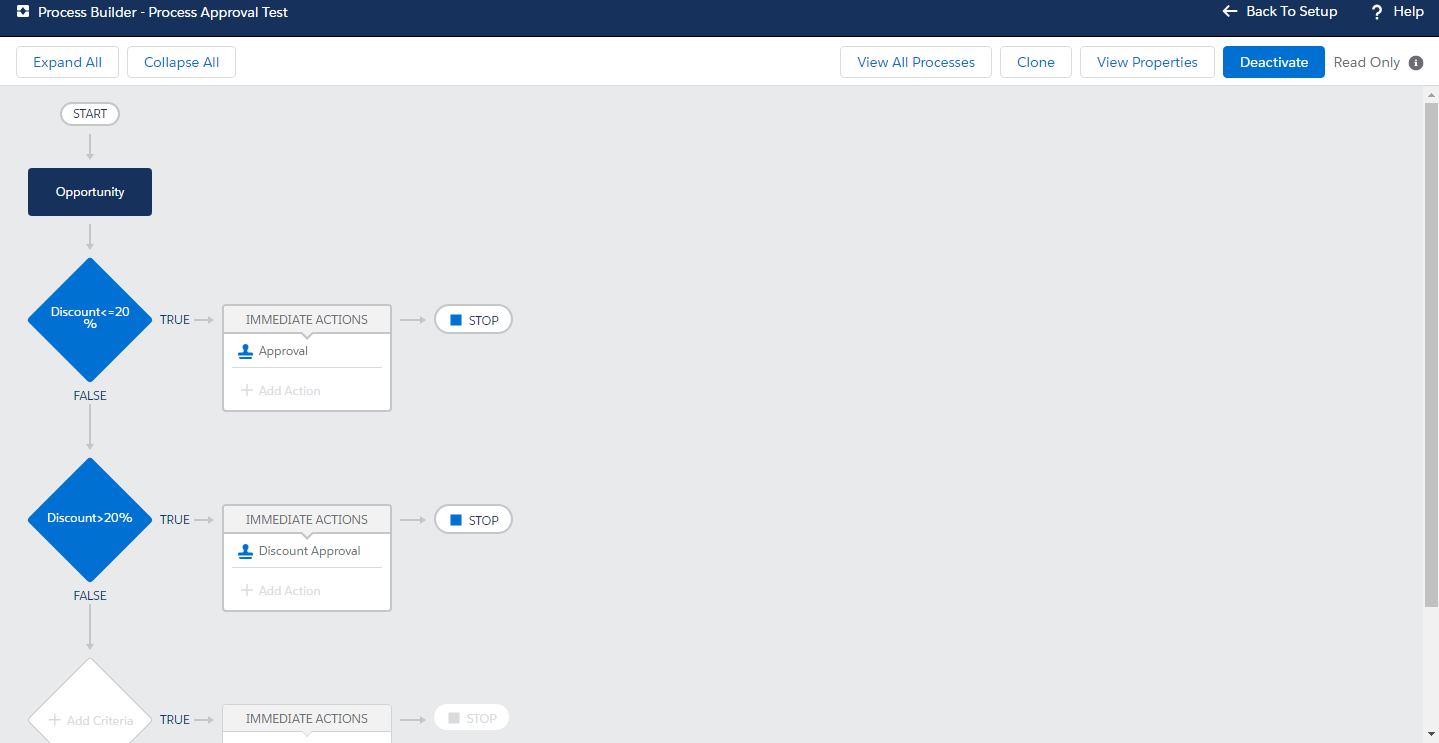 Process Builder - Process Approval Test
Back To Setup
? Help
Expand All
Collapse All
View All Processes
Clone
View Properties
Deactivate
Read Only
START
Opportunity
Discount<=20
%
TRUE
IMMEDIATE ACTIONS
STOP
Approval
+ Add Action
FALSE
Discount>20%
TRUE
IMMEDIATE ACTIONS
STOP
Discount Approval
+ Add Action
FALSE
+ Add Criteria
TRUE
IMMEDIATE ACTIONS
STOP